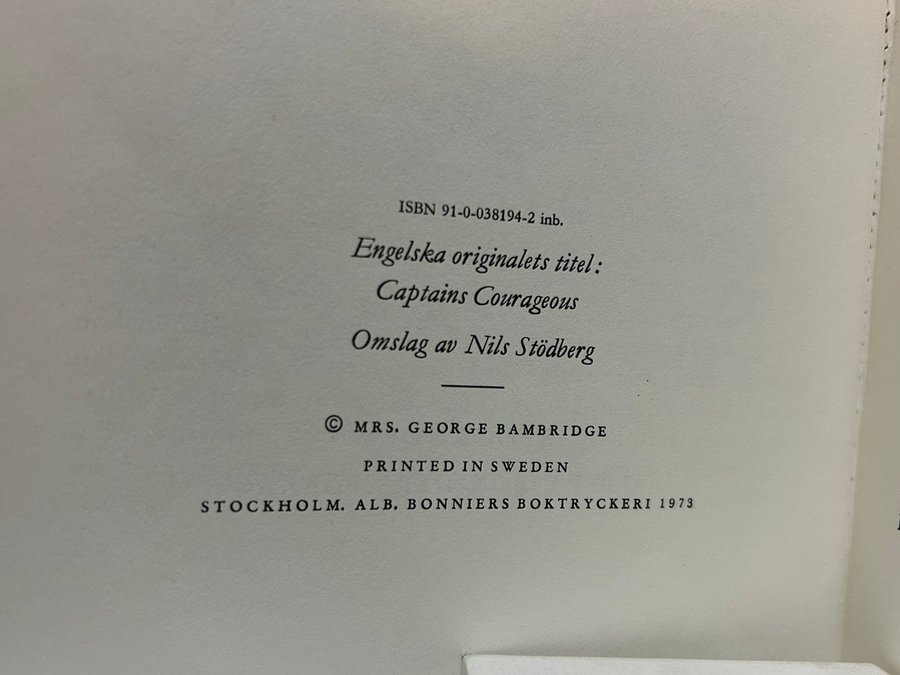 ISBN 91-0-038194-2 inb.
Engelska originalets titel:
Captains Courageous
Omslag av Nils Stödberg
© MRS. GEORGE BAMBRIDGE
PRINTED IN SWEDEN
STOCKHOLM. ALB. BONNIERS BOKTRYCKERI 1973